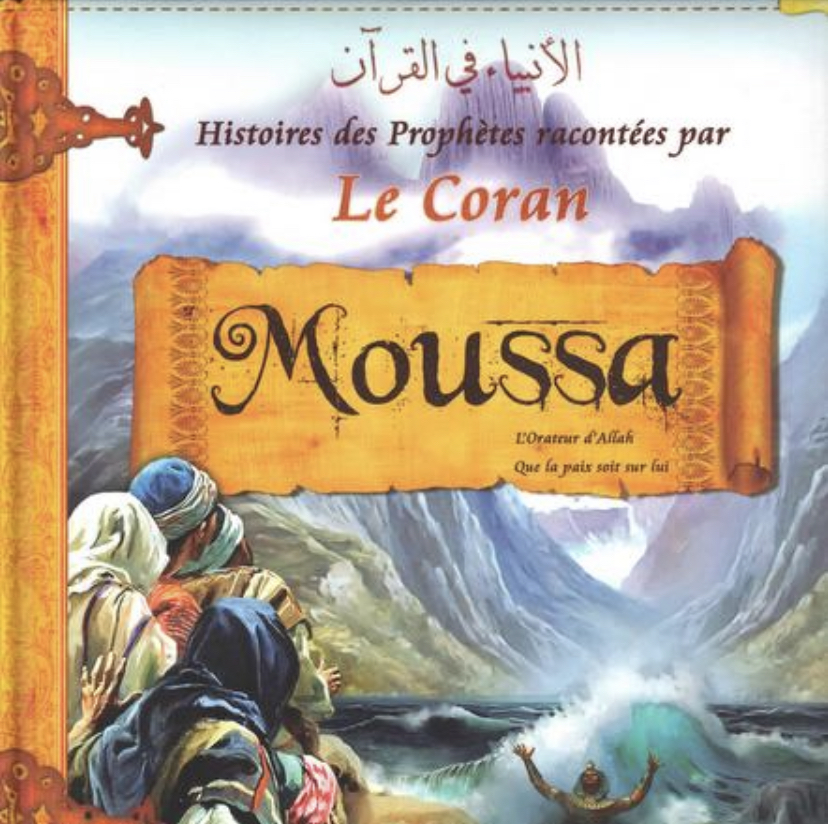 الأنبياء في القرآن
Histoires des Prophètes racontées par
Le Coran
Moussa
L'Orateur d'Allah
Que la paix soit sur lui